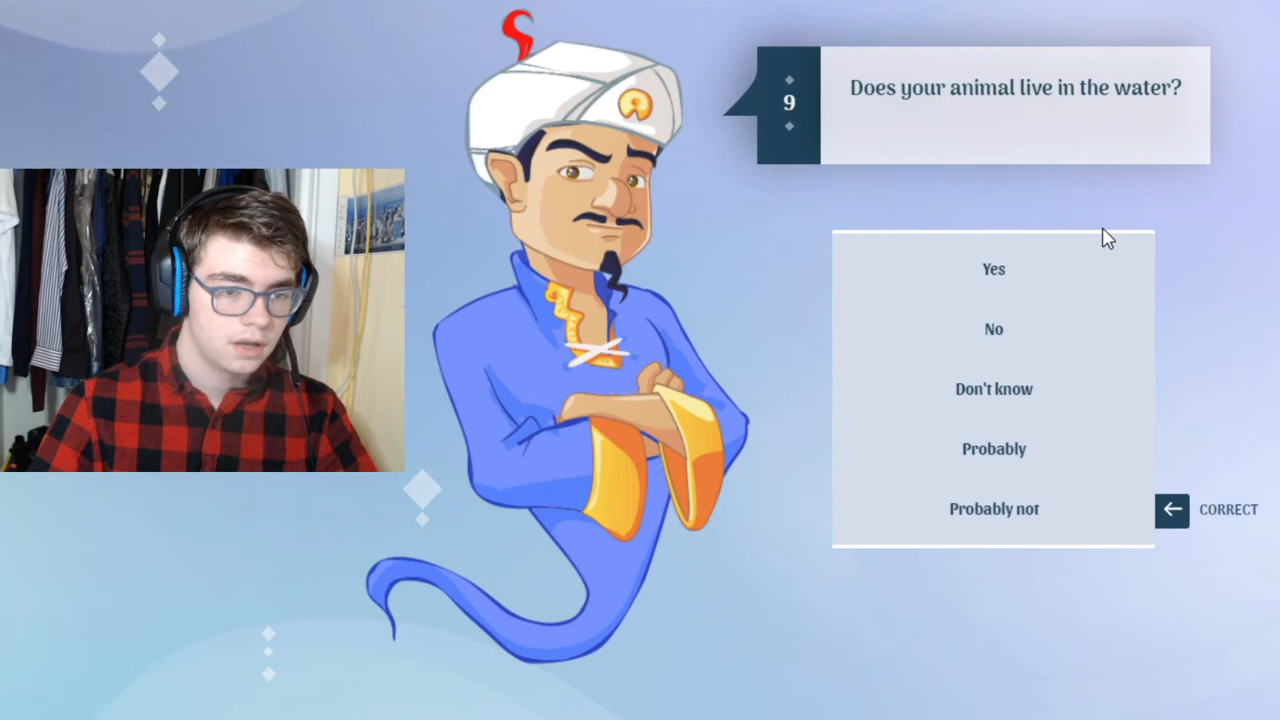 9
Does your animal live in the water?
Yes
No
Don't know
Probably
Probably not
CORRECT